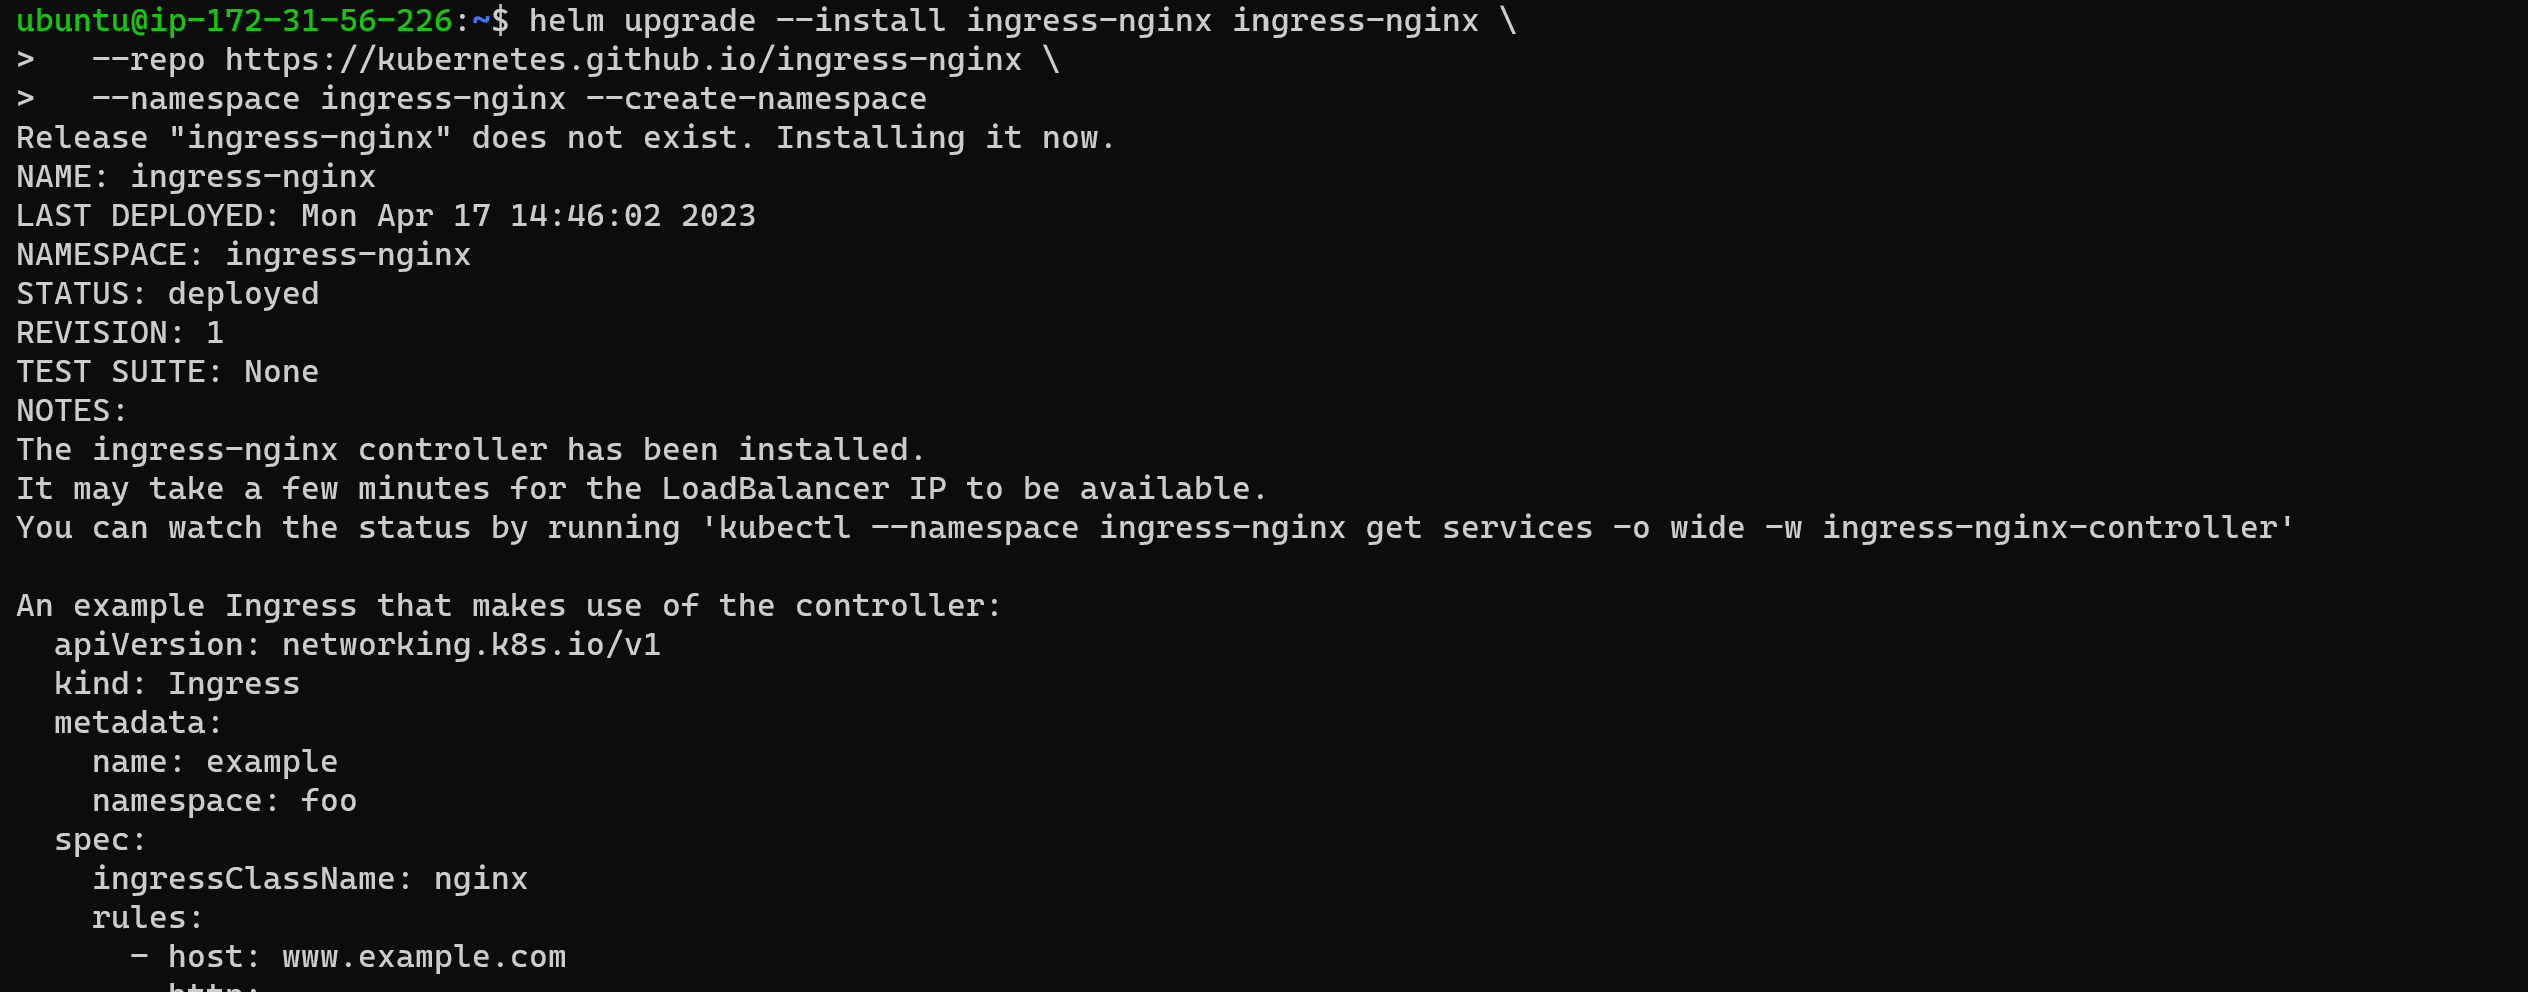 ubuntu@ip-172-31-56-226:~$ helm upgrade --install ingress-nginx ingress-nginx \
>   --repo https://kubernetes.github.io/ingress-nginx \
>   --namespace ingress-nginx --create-namespace
Release "ingress-nginx" does not exist. Installing it now.
NAME: ingress-nginx
LAST DEPLOYED: Mon Apr 17 14:46:02 2023
NAMESPACE: ingress-nginx
STATUS: deployed
REVISION: 1
TEST SUITE: None
NOTES:
The ingress-nginx controller has been installed.
It may take a few minutes for the LoadBalancer IP to be available.
You can watch the status by running 'kubectl --namespace ingress-nginx get services -o wide -w ingress-nginx-controller'

An example Ingress that makes use of the controller:
  apiVersion: networking.k8s.io/v1
  kind: Ingress
  metadata:
    name: example
    namespace: foo
  spec:
    ingressClassName: nginx
    rules:
      - host: www.example.com
        http: